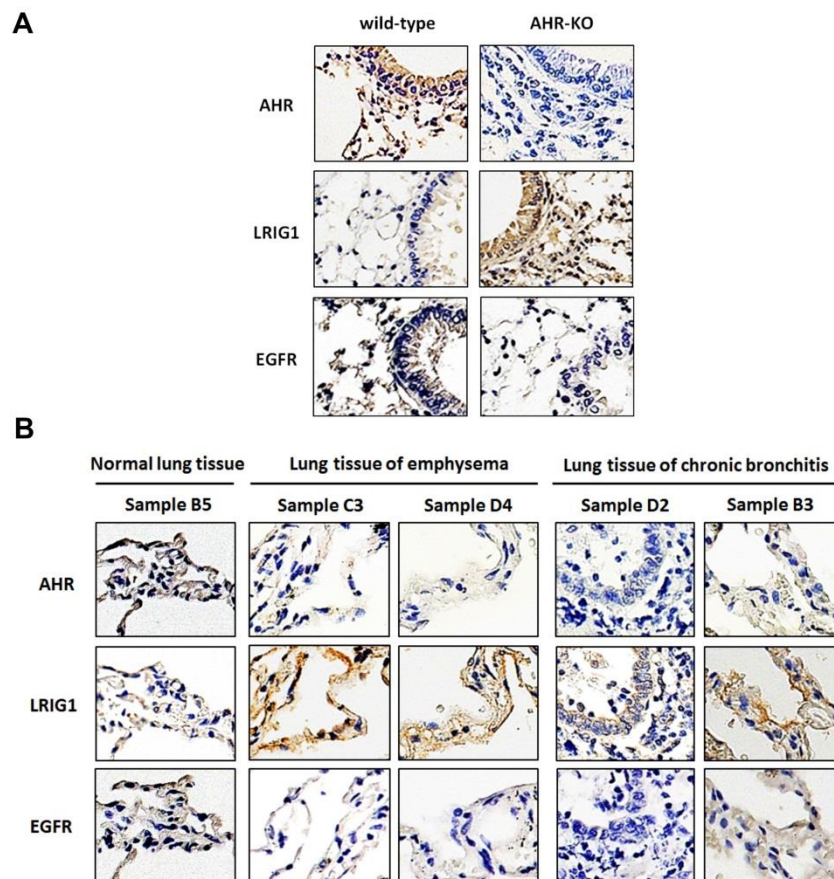 A
wild-type AHR-KO
AHR
LRIG1
EGFR
B
Normal lung tissue Lung tissue of emphysema Lung tissue of chronic bronchitis
Sample B5 Sample C3 Sample D4 Sample D2 Sample B3
AHR
LRIG1
EGFR